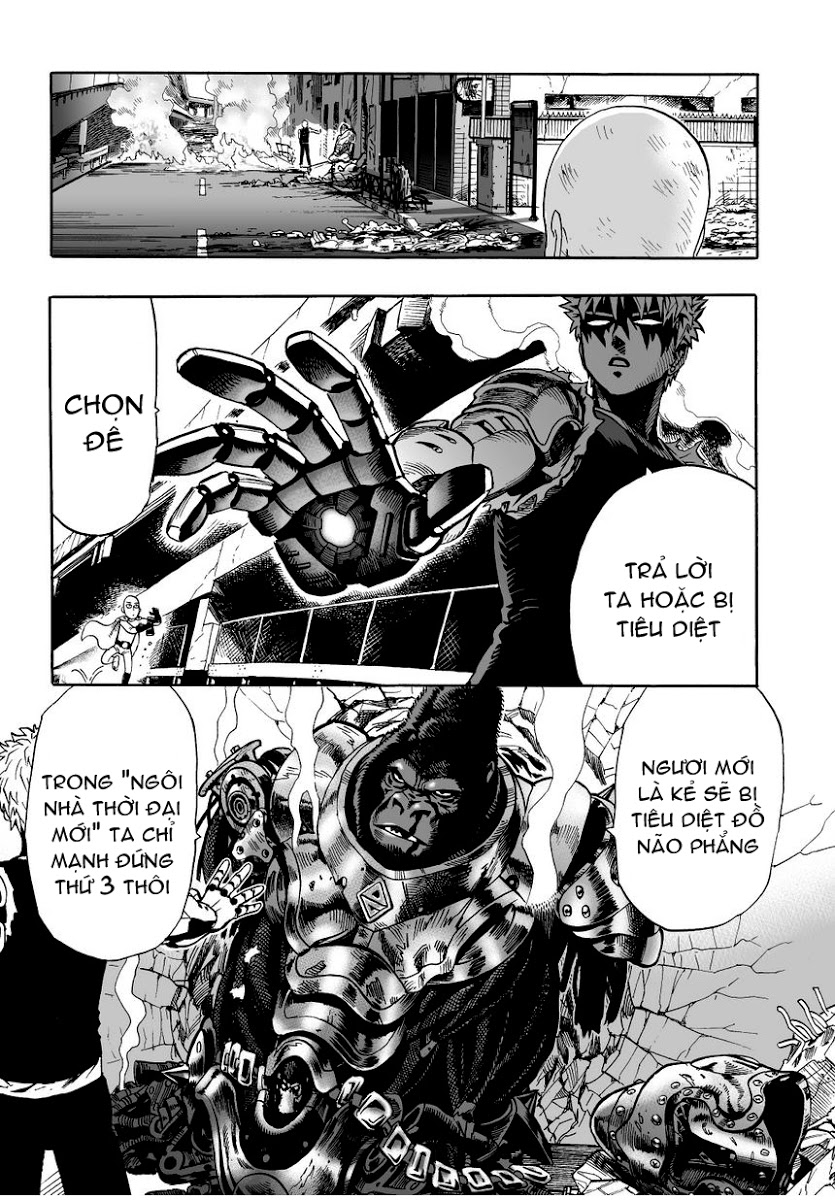 TRẢ LỜI
TA HOẶC BỊ
TIÊU DIỆT
CHỌN
ĐÊ
NGƯƠI MỚI
LÀ KẺ SẼ BỊ
TIÊU DIỆT ĐỒ
NÃO PHẲNG
TRONG "NGÔI
NHÀ THỜI ĐẠI
MỚI" TA CHỈ
MẠNH ĐỨNG
THỨ 3 THÔI